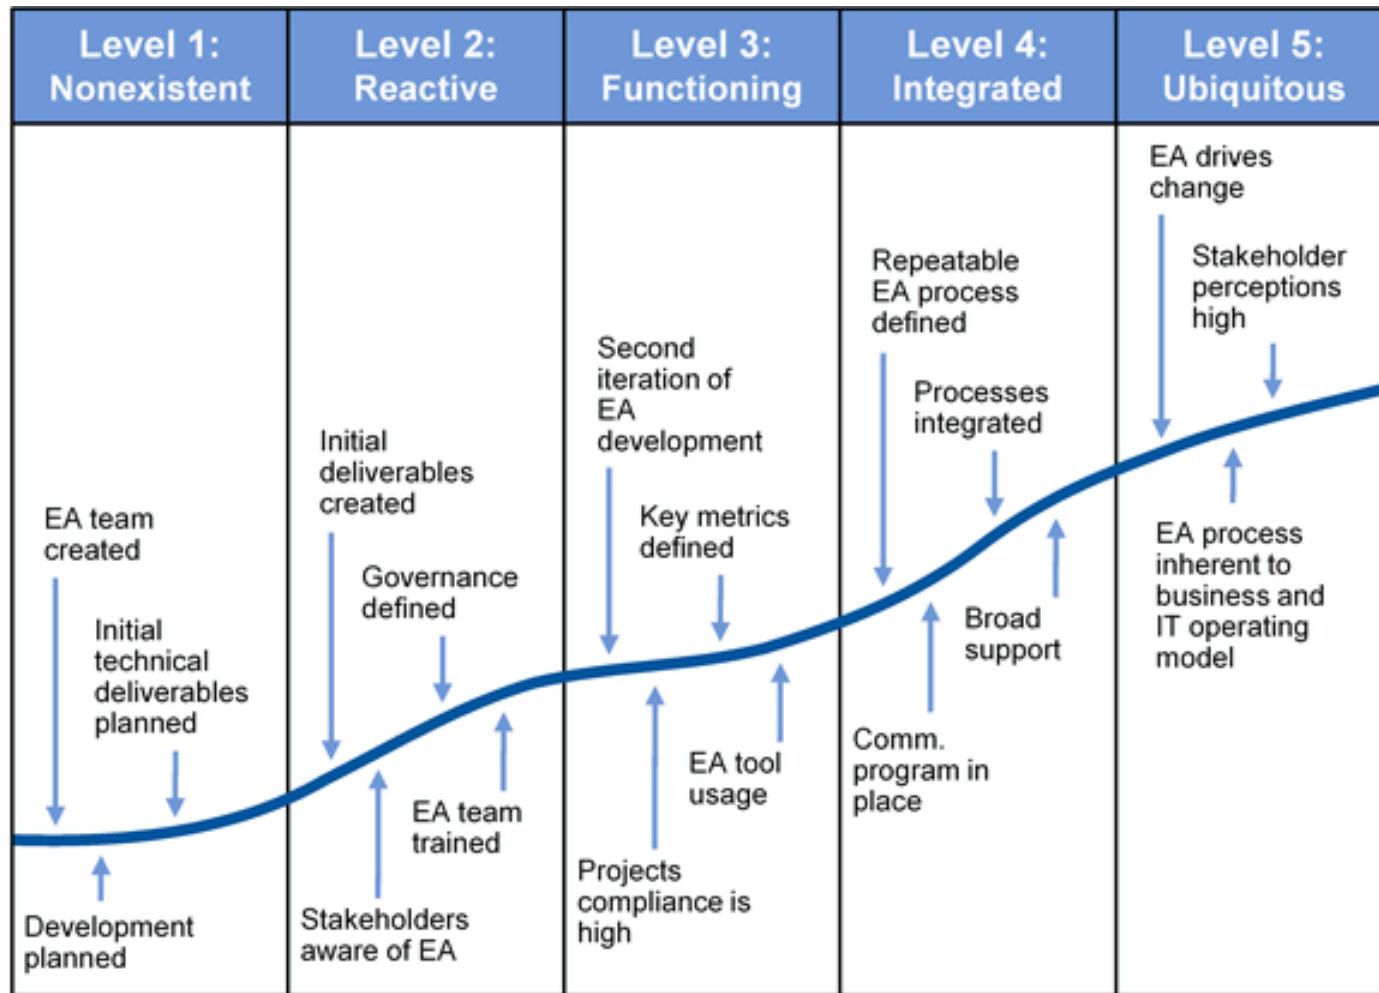 Level 1:
Nonexistent
Level 2:
Reactive
Level 3:
Functioning
Level 4:
Integrated
Level 5:
Ubiquitous
EA team
created
Initial
technical
deliverables
planned
Development
planned
Initial
deliverables
created
Governance
defined
EA team
trained
Stakeholders
aware of EA
Second
iteration of
EA
development
Key metrics
defined
EA tool
usage
Projects
compliance is
high
Repeatable
EA process
defined
Processes
integrated
Broad
support
Comm.
program in
place
EA drives
change
Stakeholder
perceptions
high
EA process
inherent to
business and
IT operating
model